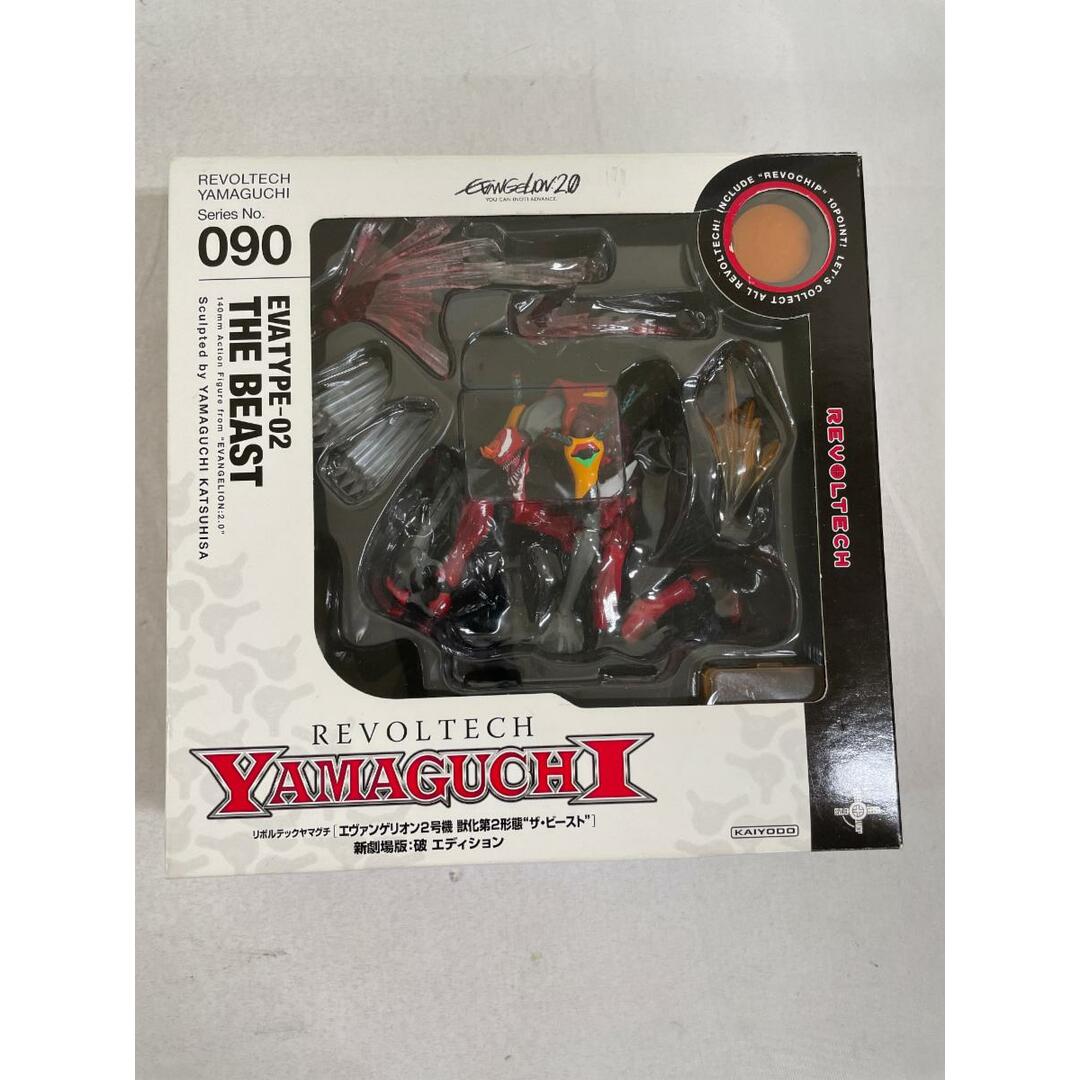 REVOLTECH
YAMAGUCHI
Series No.
090
EVATYPE-02
THE BEAST
140mm Action Figure from "EVANGELION:2.0"
Sculpted by YAMAGUCHI KATSUHISA
EVANGELION:2.0
YOU CAN (NOT) ADVANCE.
INCLUDE "REVOCHIP" 10POINT! LET'S COLLECT ALL REVOLTECH!
REVOLTECH
REVOLTECH
YAMAGUCHI
リボルテックヤマグチ［エヴァンゲリオン2号機 獣化第2形態“ザ・ビースト”］
新劇場版：破 エディション
KAIYODO